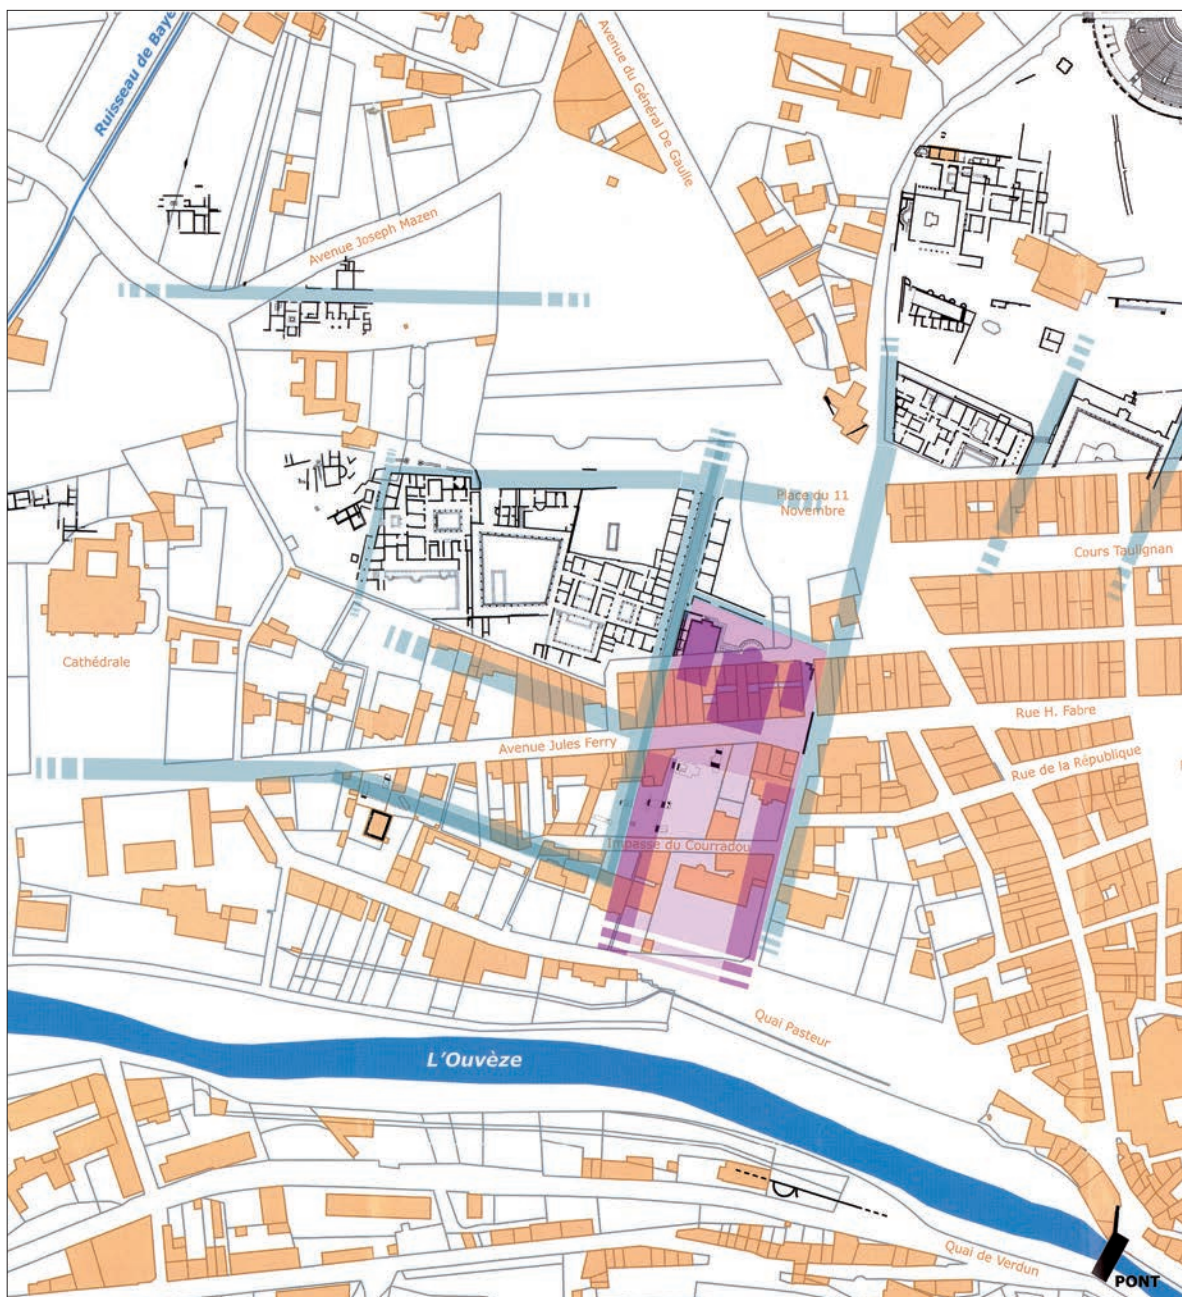 Ruisseau de Baye
Avenue du Général De Gaulle
Avenue Joseph Mazen
Place du 11
Novembre
Cours Taulignan
Cathédrale
Rue H. Fabre
Avenue Jules Ferry
Rue de la République
Impasse du Courradou
Quai Pasteur
L'Ouvèze
Quai de Verdun
PONT